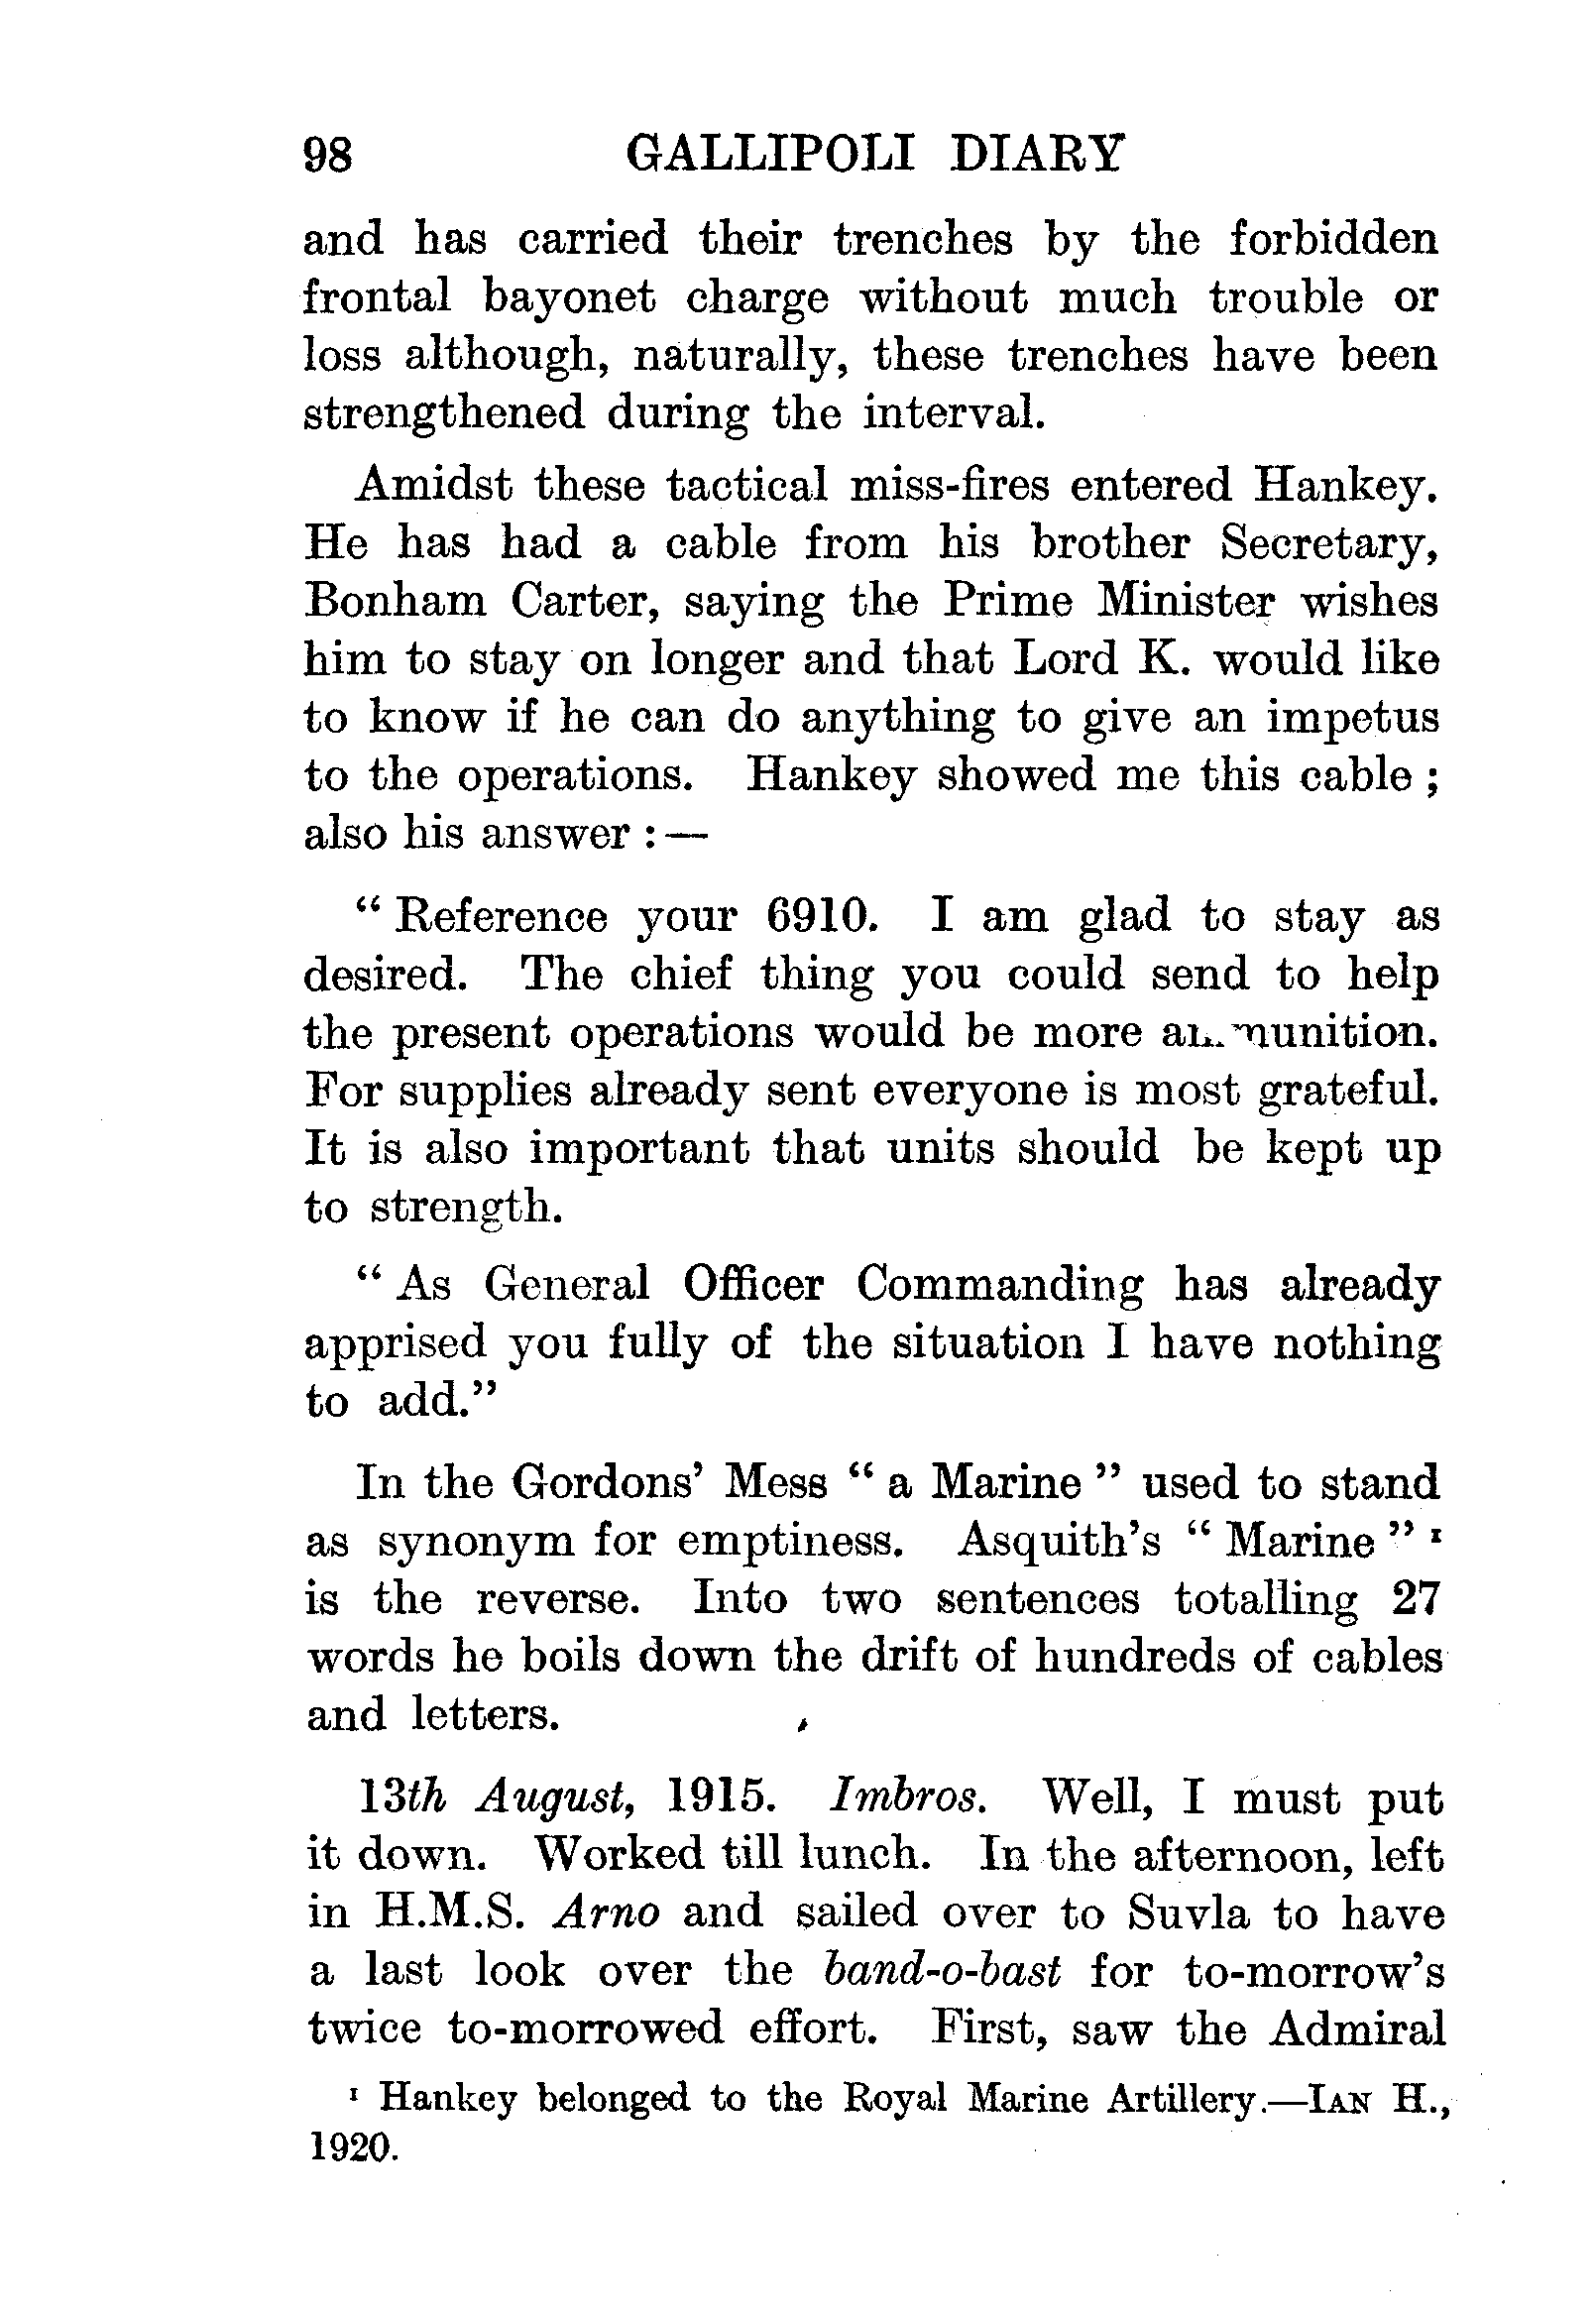 98 GALLIPOLI DIARY
and has carried their trenches by the forbidden
frontal bayonet charge without much trouble or
loss although, naturally, these trenches have been
strengthened during the interval.
Amidst these tactical miss-fires entered Hankey.
He has had a cable from his brother Secretary,
Bonham Carter, saying the Prime Minister wishes
him to stay on longer and that Lord K. would like
to know if he can do anything to give an impetus
to the operations. Hankey showed me this cable ;
also his answer :—
“ Reference your 6910. I am glad to stay as
desired. The chief thing you could send to help
the present operations would be more ammunition.
For supplies already sent everyone is most grateful.
It is also important that units should be kept up
to strength.
“ As General Officer Commanding has already
apprised you fully of the situation I have nothing
to add.”
In the Gordons’ Mess “ a Marine ” used to stand
as synonym for emptiness. Asquith’s “ Marine ” ¹
is the reverse. Into two sentences totalling 27
words he boils down the drift of hundreds of cables
and letters.
13th August, 1915. Imbros. Well, I must put
it down. Worked till lunch. In the afternoon, left
in H.M.S. Arno and sailed over to Suvla to have
a last look over the band-o-bast for to-morrow’s
twice to-morrowed effort. First, saw the Admiral
¹ Hankey belonged to the Royal Marine Artillery.—IAN H.,
1920.